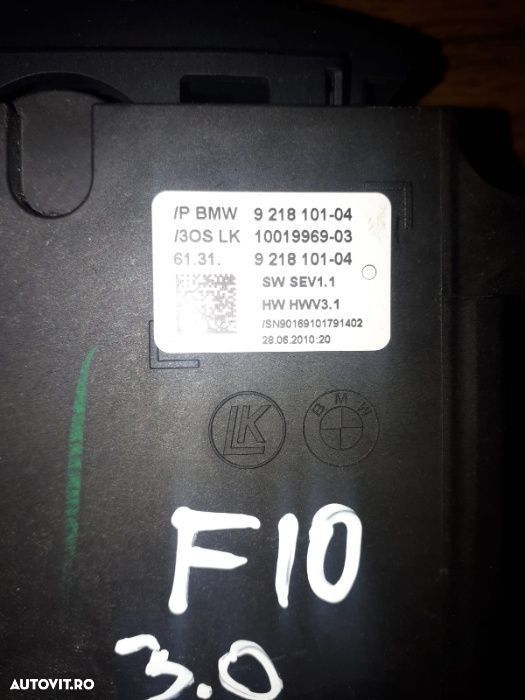 /P BMW 9 218 101-04
/3OS LK 10019969-03
61.31. 9 218 101-04
SW SEV1.1
HW HWV3.1
/SN90169101791402
28.06.2010:20
LK
BMW
F10
3.0
AUTOVIT.RO